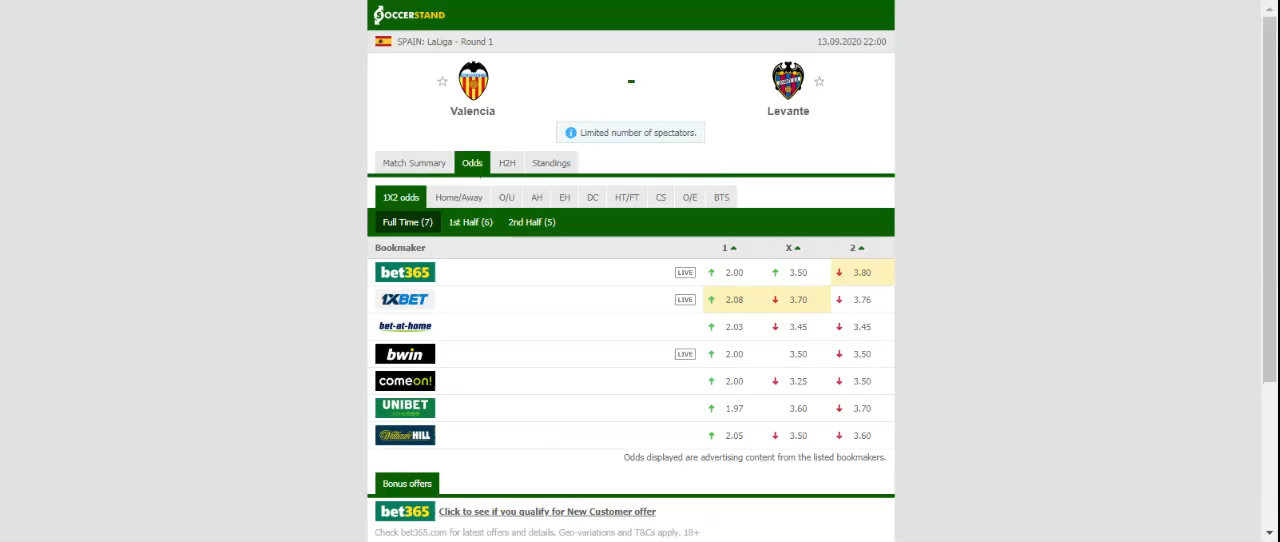 SOCCERSTAND
SPAIN: LaLiga - Round 1 13.09.2020 22:00
-
Valencia Levante
Limited number of spectators.
Match Summary Odds H2H Standings
1X2 odds Home/Away O/U AH EH DC HT/FT CS O/E BTS
Full Time (7) 1st Half (6) 2nd Half (5)
Bookmaker 1 X 2
bet365 LIVE 2.00 3.50 3.80
1XBET LIVE 2.08 3.70 3.76
bet-at-home 2.03 3.45 3.45
bwin LIVE 2.00 3.50 3.50
comeon! 2.00 3.25 3.50
UNIBET 1.97 3.60 3.70
William HILL 2.05 3.50 3.60
Odds displayed are advertising content from the listed bookmakers.
Bonus offers
bet365 Click to see if you qualify for New Customer offer
Check bet365.com for latest offers and details. Geo-variations and T&Cs apply. 18+